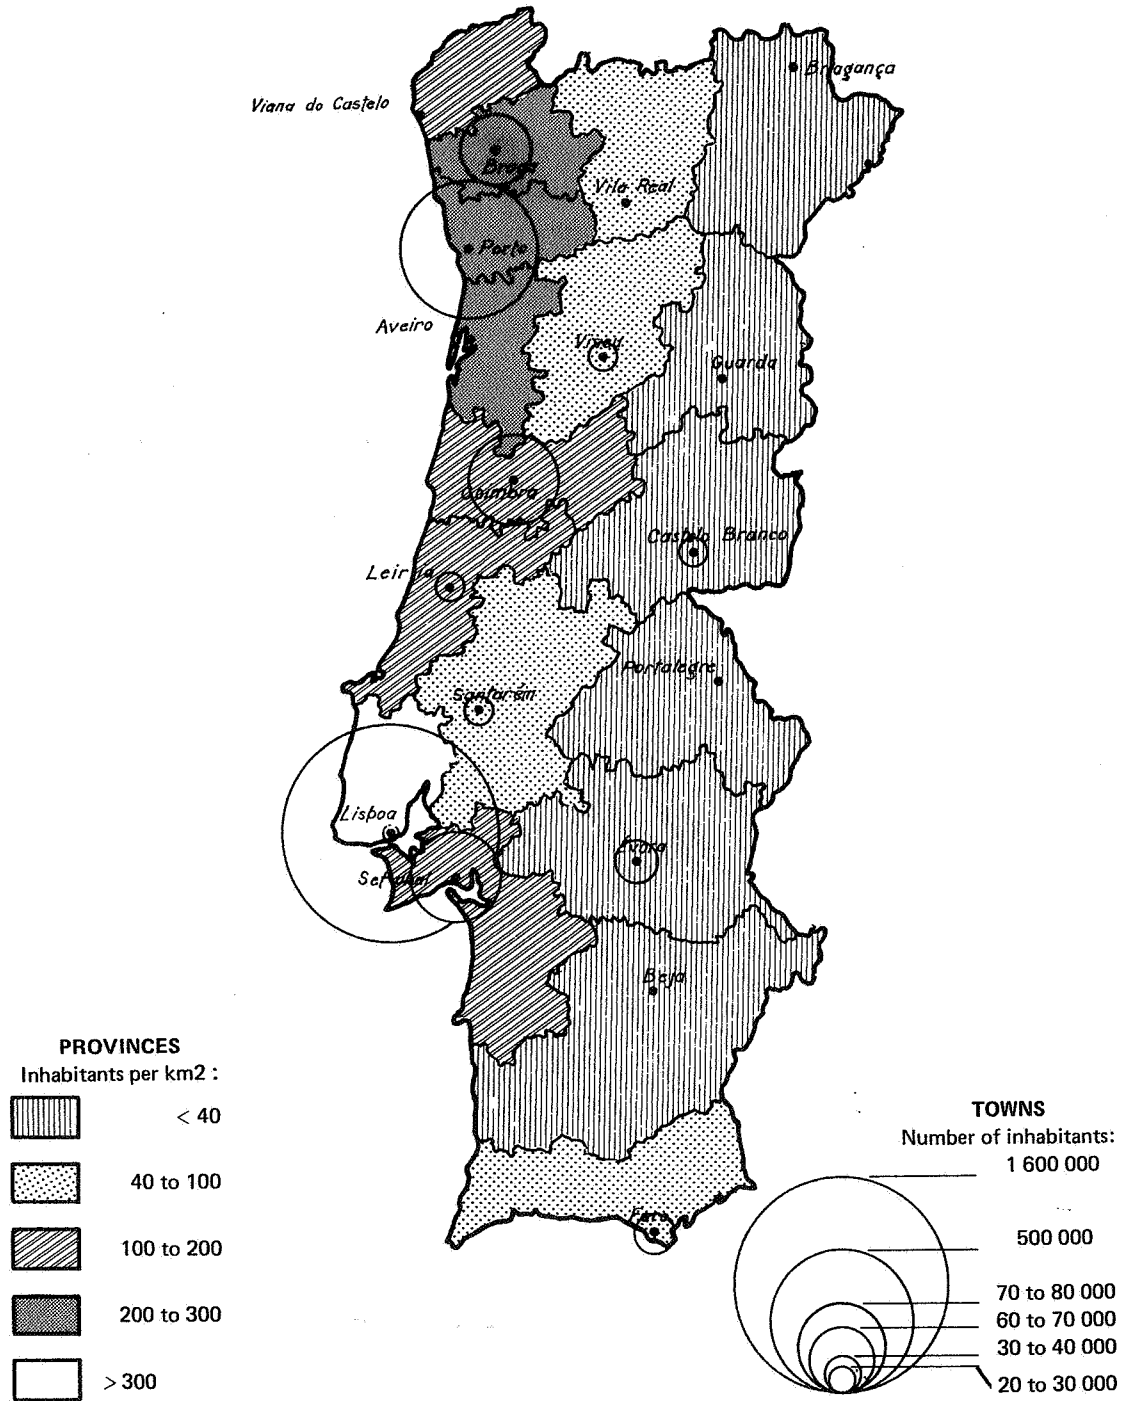 Bragança
Viana do Castelo
Braga
Vila Real
Porto
Aveiro
Viseu
Guarda
Coimbra
Castelo Branco
Leiria
Portalegre
Santarém
Lisboa
Setubal
Évora
Beja
Faro
PROVINCES
Inhabitants per km2 :
< 40
40 to 100
100 to 200
200 to 300
> 300
TOWNS
Number of inhabitants:
1 600 000
500 000
70 to 80 000
60 to 70 000
30 to 40 000
20 to 30 000